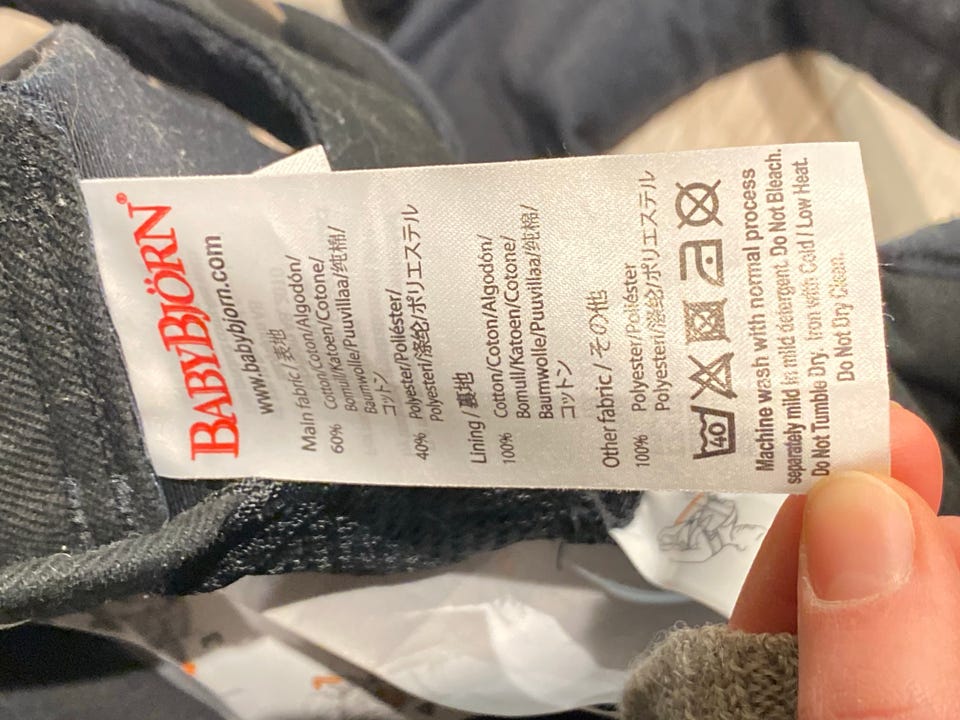 BABYBJÖRN®
www.babybjorn.com
Main fabric/表地
60% Cotton/Coton/Algodón/
Bomull/Katoen/Cotone/
Baumwolle/Puuvillaa/纯棉/
コットン
40% Polyester/Poliéster/
Polyesteri/涤纶/ポリエステル
Lining/裏地
100% Cotton/Coton/Algodón/
Bomull/Katoen/Cotone/
Baumwolle/Puuvillaa/纯棉/
コットン
Other fabric/その他
100% Polyester/Poliéster
Polyesteri/涤纶/ポリエステル
40
Machine wash with normal process
separately mild in mild detergent. Do Not Bleach.
Do Not Tumble Dry. Iron with Cold / Low Heat.
Do Not Dry Clean.